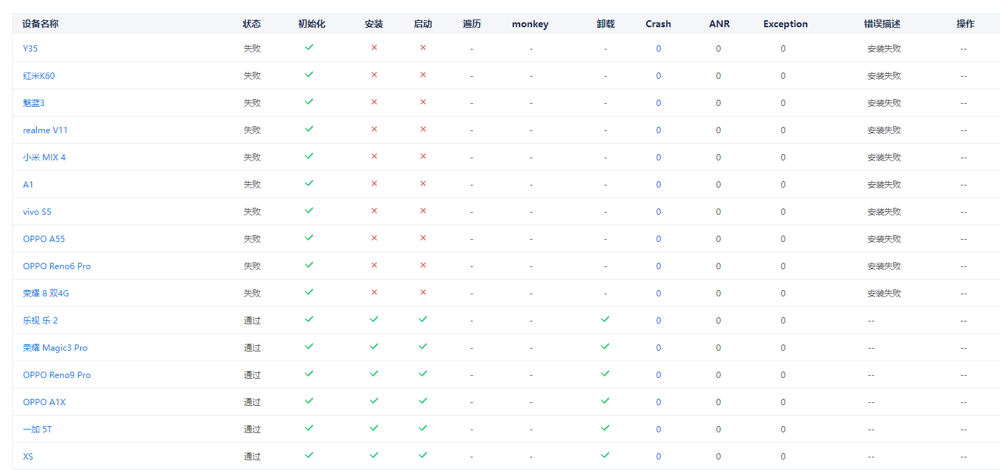 设备名称 状态 初始化 安装 启动 遍历 monkey 卸载 Crash ANR Exception 错误描述 操作
Y35 失败 ✓ × × - - - 0 0 0 安装失败 --
红米K60 失败 ✓ × × - - - 0 0 0 安装失败 --
魅蓝3 失败 ✓ × × - - - 0 0 0 安装失败 --
realme V11 失败 ✓ × × - - - 0 0 0 安装失败 --
小米 MIX 4 失败 ✓ × × - - - 0 0 0 安装失败 --
A1 失败 ✓ × × - - - 0 0 0 安装失败 --
vivo S5 失败 ✓ × × - - - 0 0 0 安装失败 --
OPPO A55 失败 ✓ × × - - - 0 0 0 安装失败 --
OPPO Reno6 Pro 失败 ✓ × × - - - 0 0 0 安装失败 --
荣耀 8 双4G 失败 ✓ × × - - - 0 0 0 安装失败 --
乐视 乐 2 通过 ✓ ✓ ✓ - - ✓ 0 0 0 -- --
荣耀 Magic3 Pro 通过 ✓ ✓ ✓ - - ✓ 0 0 0 -- --
OPPO Reno9 Pro 通过 ✓ ✓ ✓ - - ✓ 0 0 0 -- --
OPPO A1X 通过 ✓ ✓ ✓ - - ✓ 0 0 0 -- --
一加 5T 通过 ✓ ✓ ✓ - - ✓ 0 0 0 -- --
XS 通过 ✓ ✓ ✓ - - ✓ 0 0 0 -- --